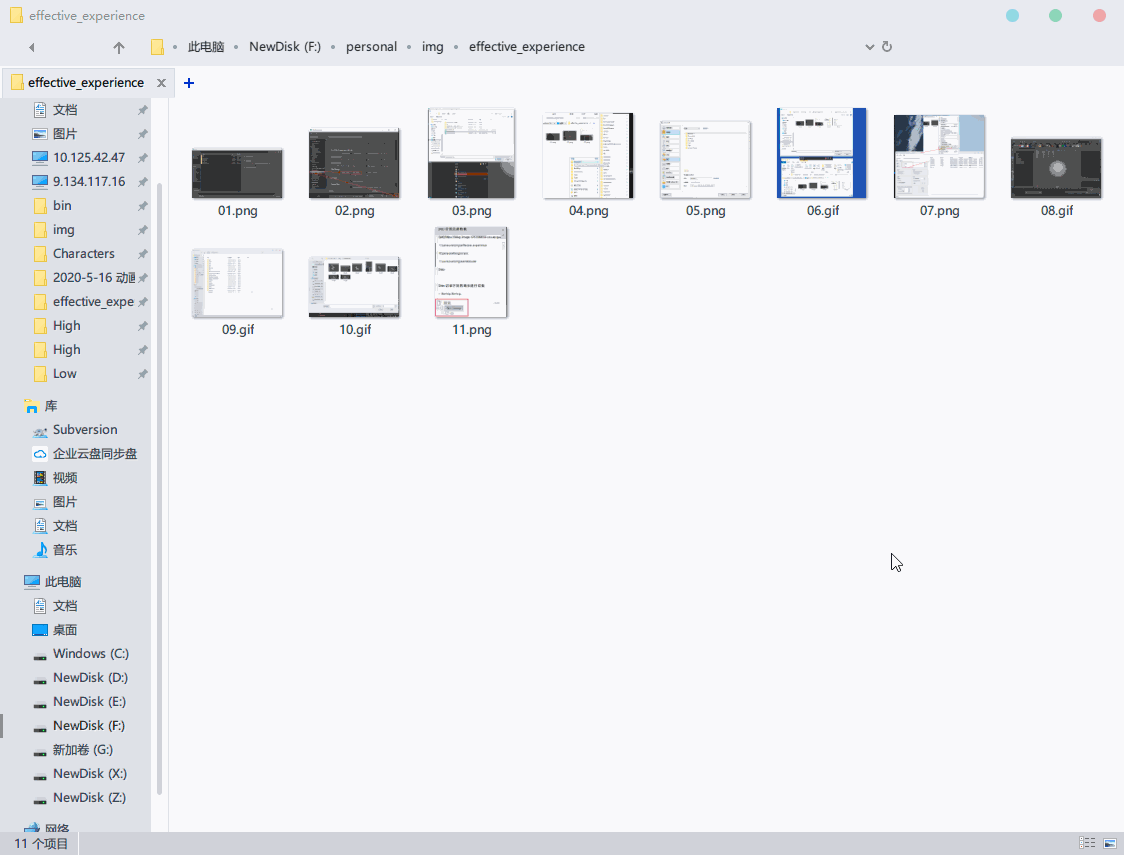 effective_experience
此电脑 NewDisk (F:) personal img effective_experience
effective_experience
文档
图片
10.125.42.47
9.134.117.16
bin
img
Characters
2020-5-16 动画
effective_expe
High
High
Low
库
Subversion
企业云盘同步盘
视频
图片
文档
音乐
此电脑
文档
桌面
Windows (C:)
NewDisk (D:)
NewDisk (E:)
NewDisk (F:)
新加卷 (G:)
NewDisk (X:)
NewDisk (Z:)
网络
01.png
02.png
03.png
04.png
05.png
06.gif
07.png
08.gif
09.gif
10.gif
11.png
11 个项目